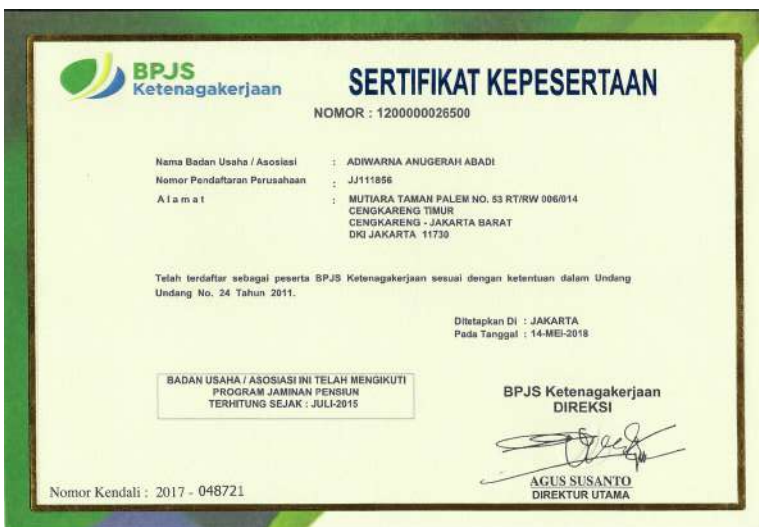 BPJS
Ketenagakerjaan
SERTIFIKAT KEPESERTAAN
NOMOR : 1200000026500
Nama Badan Usaha / Asosiasi : ADIWARNA ANUGERAH ABADI
Nomor Pendaftaran Perusahaan : JJ111856
Alamat : MUTIARA TAMAN PALEM NO. 53 RT/RW 006/014
CENGKARENG TIMUR
CENGKARENG - JAKARTA BARAT
DKI JAKARTA 11730
Telah terdaftar sebagai peserta BPJS Ketenagakerjaan sesuai dengan ketentuan dalam Undang
Undang No. 24 Tahun 2011.
Ditetapkan Di : JAKARTA
Pada Tanggal : 14-MEI-2018
BADAN USAHA / ASOSIASI INI TELAH MENGIKUTI
PROGRAM JAMINAN PENSIUN
TERHITUNG SEJAK : JULI-2015
BPJS Ketenagakerjaan
DIREKSI
AGUS SUSANTO
DIREKTUR UTAMA
Nomor Kendali : 2017 - 048721